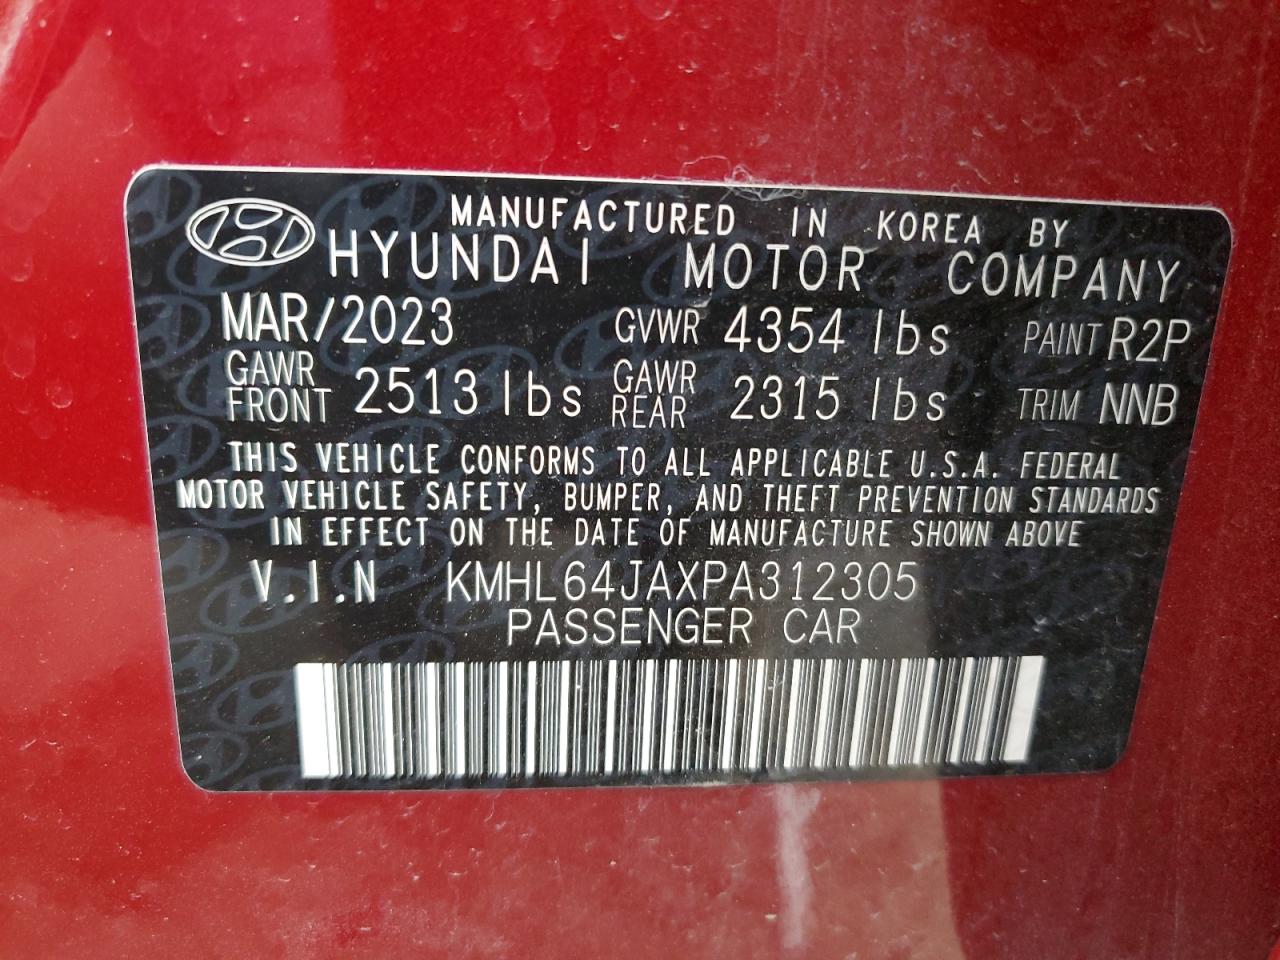 MANUFACTURED IN KOREA BY
HYUNDAI MOTOR COMPANY
MAR/2023 GVWR 4354 lbs PAINT R2P
GAWR FRONT 2513 lbs GAWR REAR 2315 lbs TRIM NNB
THIS VEHICLE CONFORMS TO ALL APPLICABLE U.S.A. FEDERAL
MOTOR VEHICLE SAFETY, BUMPER, AND THEFT PREVENTION STANDARDS
IN EFFECT ON THE DATE OF MANUFACTURE SHOWN ABOVE
V.I.N KMHL64JAXPA312305
PASSENGER CAR